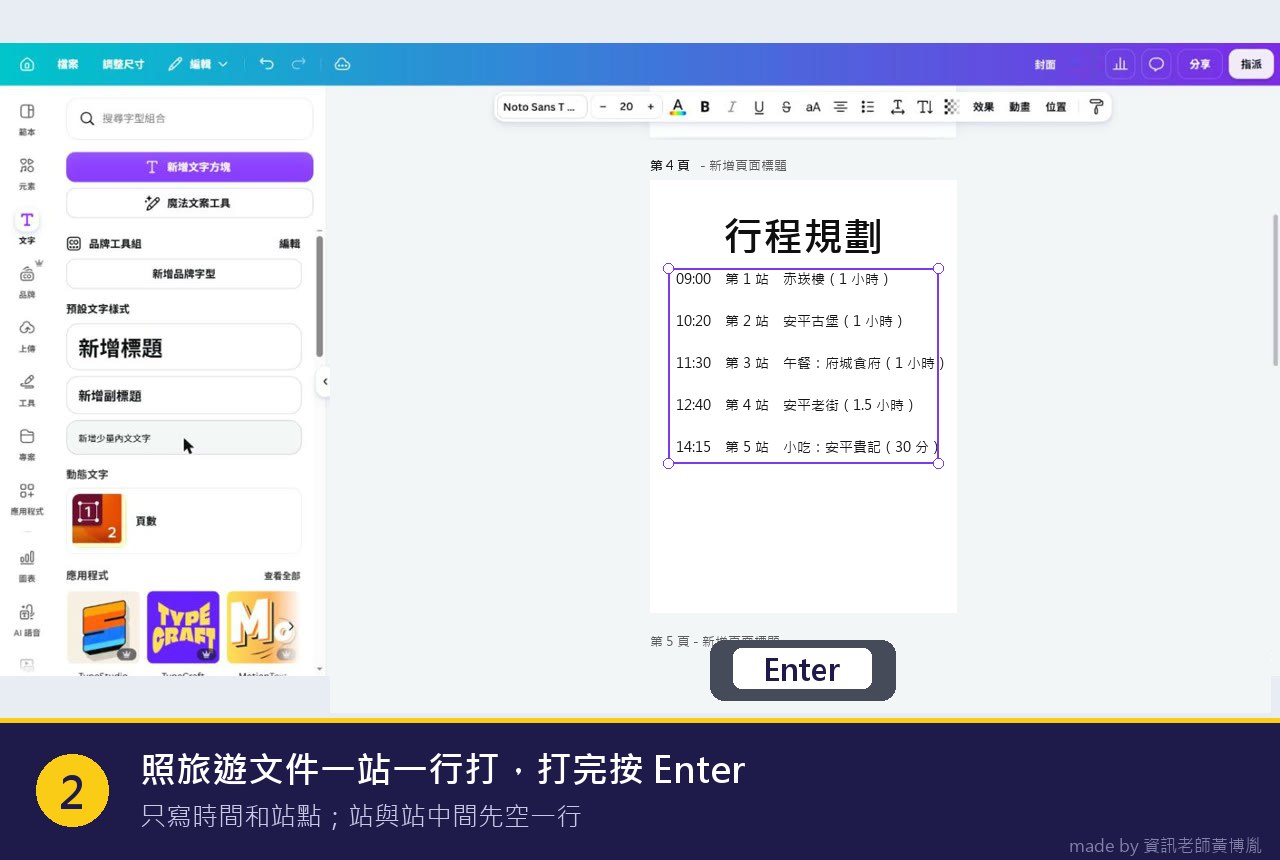 檔案 調整尺寸 編輯 封面 分享 指派
搜尋字型組合
Noto Sans T ... − 20 + A B I U S aA 效果 動畫 位置
範本
新增文字方塊
第 4 頁 - 新增頁面標題
元素
魔法文案工具
文字
品牌工具組 編輯
行程規劃
新增品牌字型
09:00 第 1 站 赤崁樓 ( 1 小時 )
品牌
預設文字樣式
10:20 第 2 站 安平古堡 ( 1 小時 )
上傳
新增標題
11:30 第 3 站 午餐：府城食府 ( 1 小時 )
工具
新增副標題
12:40 第 4 站 安平老街 ( 1.5 小時 )
新增少量內文文字
14:15 第 5 站 小吃：安平貴記 ( 30 分 )
專案
動態文字
應用程式
1
2
頁數
圖表
應用程式 查看全部
TYPE CRAFT
Mo
AI 語音
第 5 頁 - 新增頁面標題
TypeStudio TypeCraft MotionText
Enter
2
照旅遊文件一站一行打，打完按 Enter
只寫時間和站點；站與站中間先空一行
made by 資訊老師黃博胤